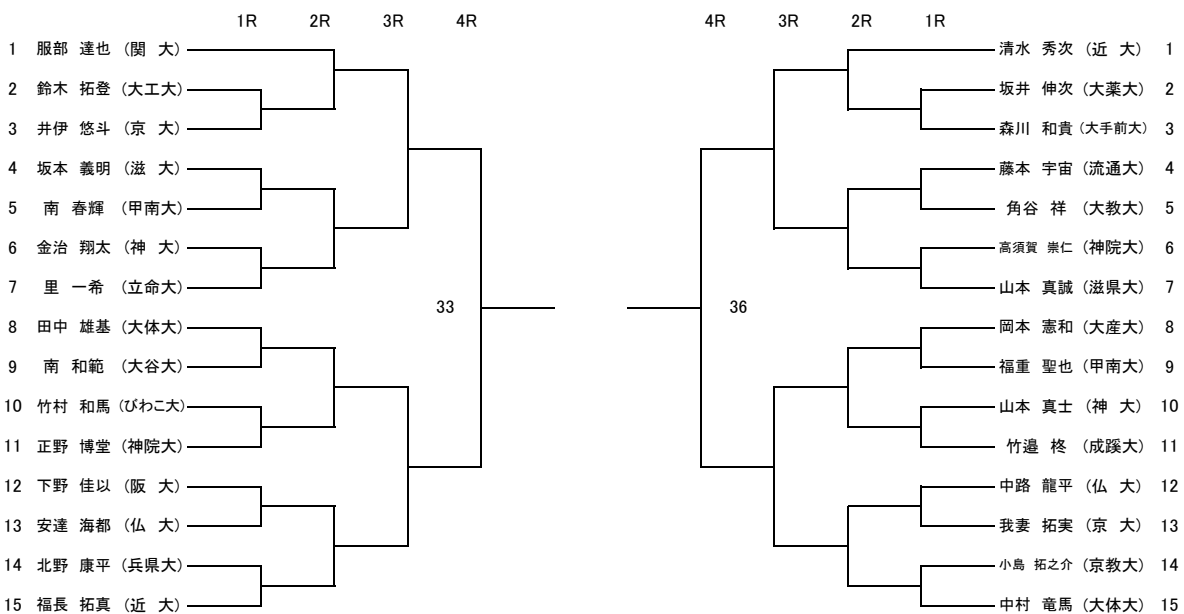 1R 2R 3R 4R
1 服部 達也 (関 大)
2 鈴木 拓登 (大工大)
3 井伊 悠斗 (京 大)
4 坂本 義明 (滋 大)
5 南 春輝 (甲南大)
6 金治 翔太 (神 大)
7 里 一希 (立命大)
33
8 田中 雄基 (大体大)
9 南 和範 (大谷大)
10 竹村 和馬 (びわこ大)
11 正野 博堂 (神院大)
12 下野 佳以 (阪 大)
13 安達 海都 (仏 大)
14 北野 康平 (兵県大)
15 福長 拓真 (近 大)
4R 3R 2R 1R
清水 秀次 (近 大) 1
坂井 伸次 (大薬大) 2
森川 和貴 (大手前大) 3
藤本 宇宙 (流通大) 4
角谷 祥 (大教大) 5
高須賀 崇仁 (神院大) 6
山本 真誠 (滋県大) 7
36
岡本 憲和 (大産大) 8
福重 聖也 (甲南大) 9
山本 真士 (神 大) 10
竹邉 柊 (成蹊大) 11
中路 龍平 (仏 大) 12
我妻 拓実 (京 大) 13
小島 拓之介 (京教大) 14
中村 竜馬 (大体大) 15